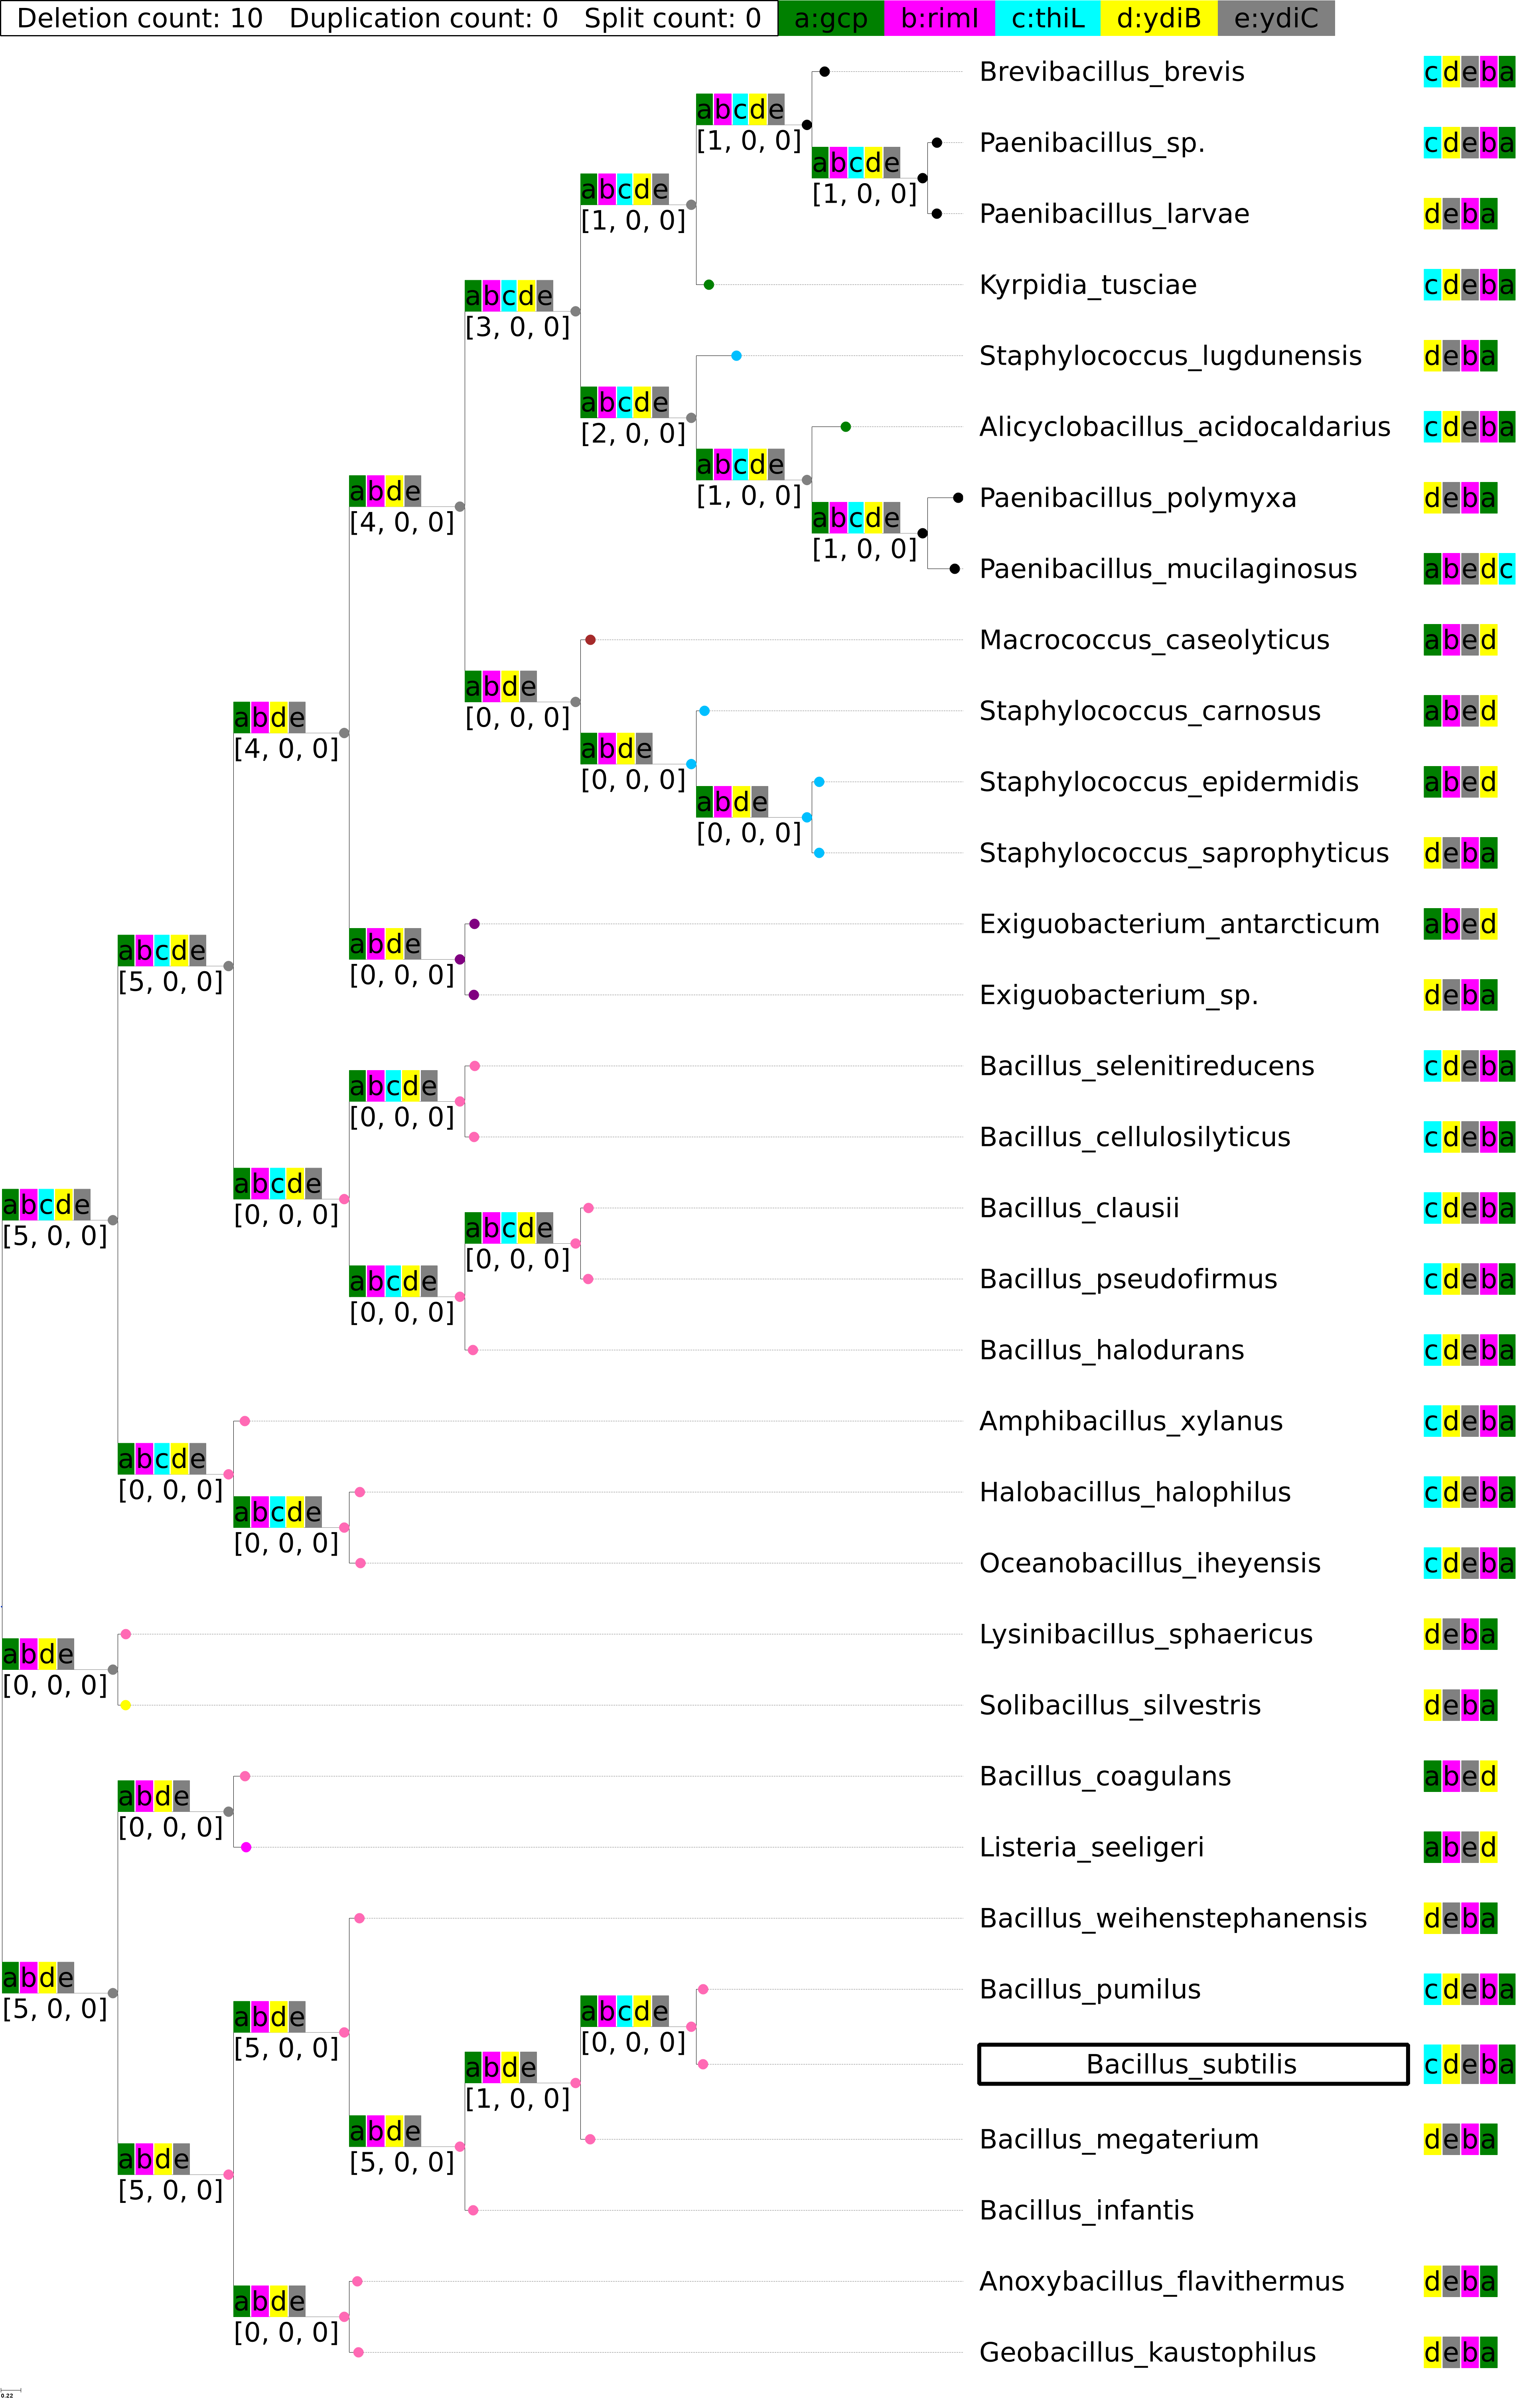 Deletion count: 10 Duplication count: 0 Split count: 0 a:gcp b:rimI c:thiL d:ydiB e:ydiC
Brevibacillus_brevis cdeba
abcde
[1, 0, 0]
Paenibacillus_sp. cdeba
abcde
[1, 0, 0]
abcde
[1, 0, 0]
Paenibacillus_larvae deba
Kyrpidia_tusciae cdeba
abcde
[3, 0, 0]
Staphylococcus_lugdunensis deba
abcde
[2, 0, 0]
Alicyclobacillus_acidocaldarius cdeba
abcde
[1, 0, 0]
abde
[4, 0, 0]
Paenibacillus_polymyxa deba
abcde
[1, 0, 0]
Paenibacillus_mucilaginosus abedc
Macrococcus_caseolyticus abed
abde
[0, 0, 0]
Staphylococcus_carnosus abed
abde
[4, 0, 0]
abde
[0, 0, 0]
Staphylococcus_epidermidis abed
abde
[0, 0, 0]
Staphylococcus_saprophyticus deba
Exiguobacterium_antarcticum abed
abde
[0, 0, 0]
abcde
[5, 0, 0]
Exiguobacterium_sp. deba
Bacillus_selenitireducens cdeba
abcde
[0, 0, 0]
Bacillus_cellulosilyticus cdeba
abcde
[0, 0, 0]
abcde
[5, 0, 0]
Bacillus_clausii cdeba
abcde
[0, 0, 0]
Bacillus_pseudofirmus cdeba
abcde
[0, 0, 0]
Bacillus_halodurans cdeba
Amphibacillus_xylanus cdeba
abcde
[0, 0, 0]
Halobacillus_halophilus cdeba
abcde
[0, 0, 0]
Oceanobacillus_iheyensis cdeba
Lysinibacillus_sphaericus deba
abde
[0, 0, 0]
Solibacillus_silvestris deba
Bacillus_coagulans abed
abde
[0, 0, 0]
Listeria_seeligeri abed
Bacillus_weihenstephanensis deba
abde
[5, 0, 0]
Bacillus_pumilus cdeba
abcde
[0, 0, 0]
abde
[5, 0, 0]
Bacillus_subtilis cdeba
abde
[1, 0, 0]
Bacillus_megaterium deba
abde
[5, 0, 0]
abde
[5, 0, 0]
Bacillus_infantis
Anoxybacillus_flavithermus deba
abde
[0, 0, 0]
Geobacillus_kaustophilus deba
0.22